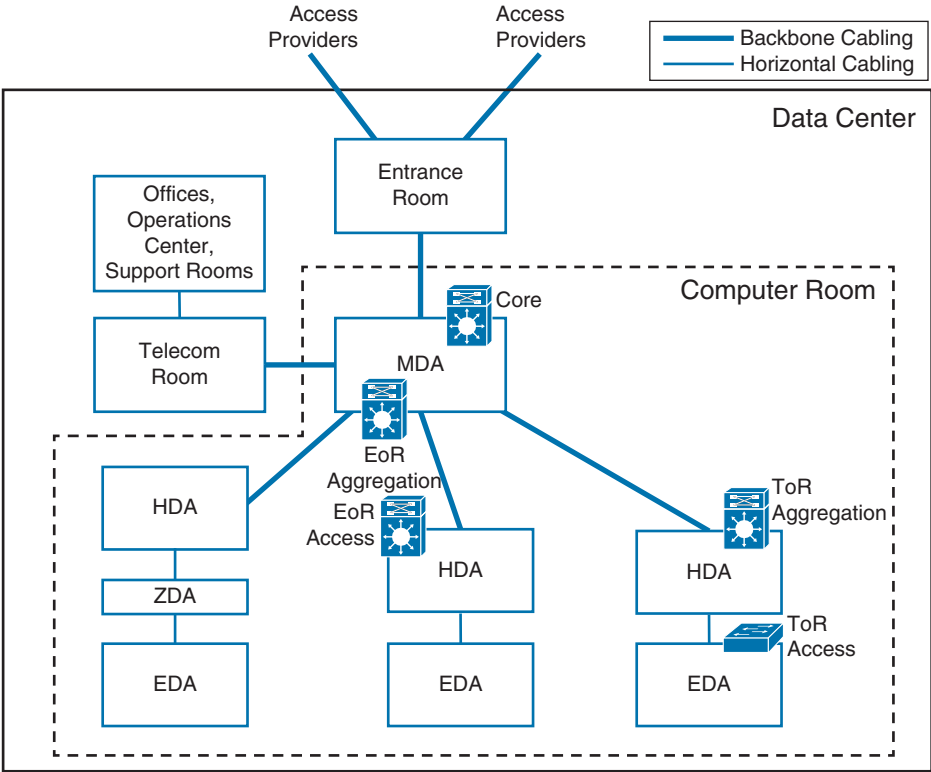 Access
Providers
Access
Providers
Backbone Cabling
Horizontal Cabling
Data Center
Entrance
Room
Offices,
Operations
Center,
Support Rooms
Computer Room
Core
Telecom
Room
MDA
EoR
Aggregation
HDA
EoR
Access
ToR
Aggregation
HDA
HDA
ZDA
ToR
Access
EDA
EDA
EDA